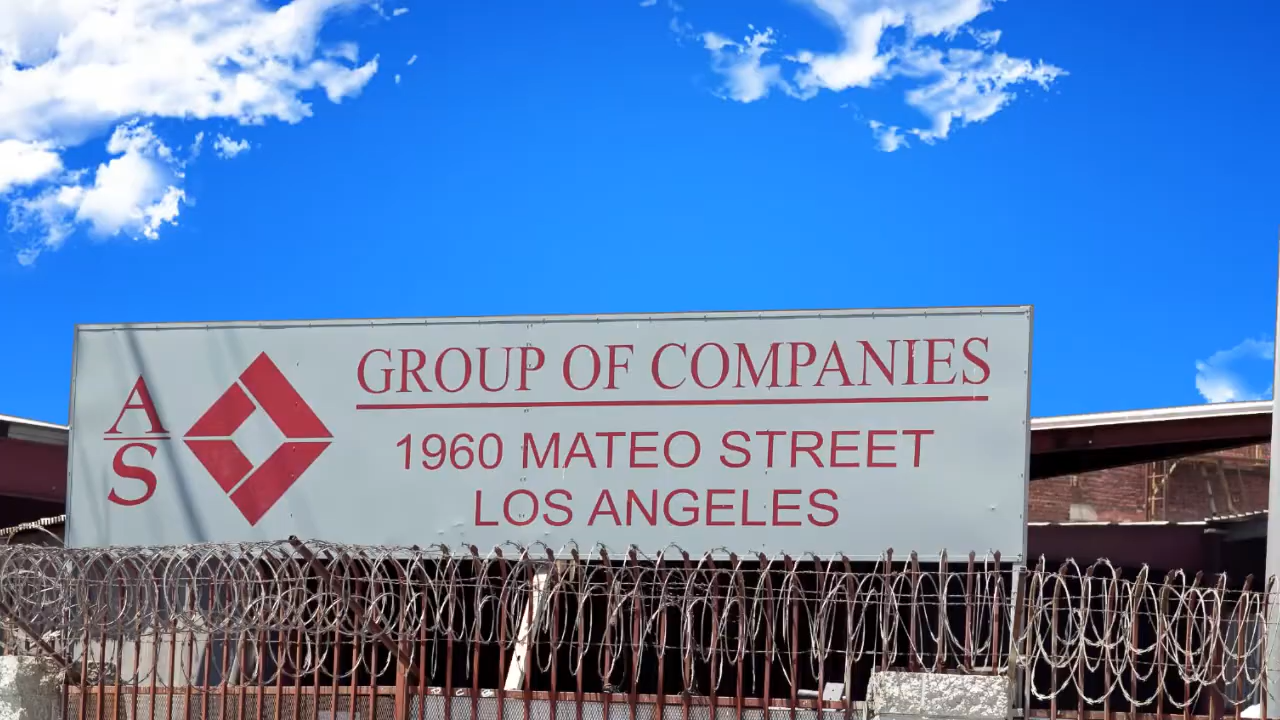 A
S
GROUP OF COMPANIES
1960 MATEO STREET
LOS ANGELES